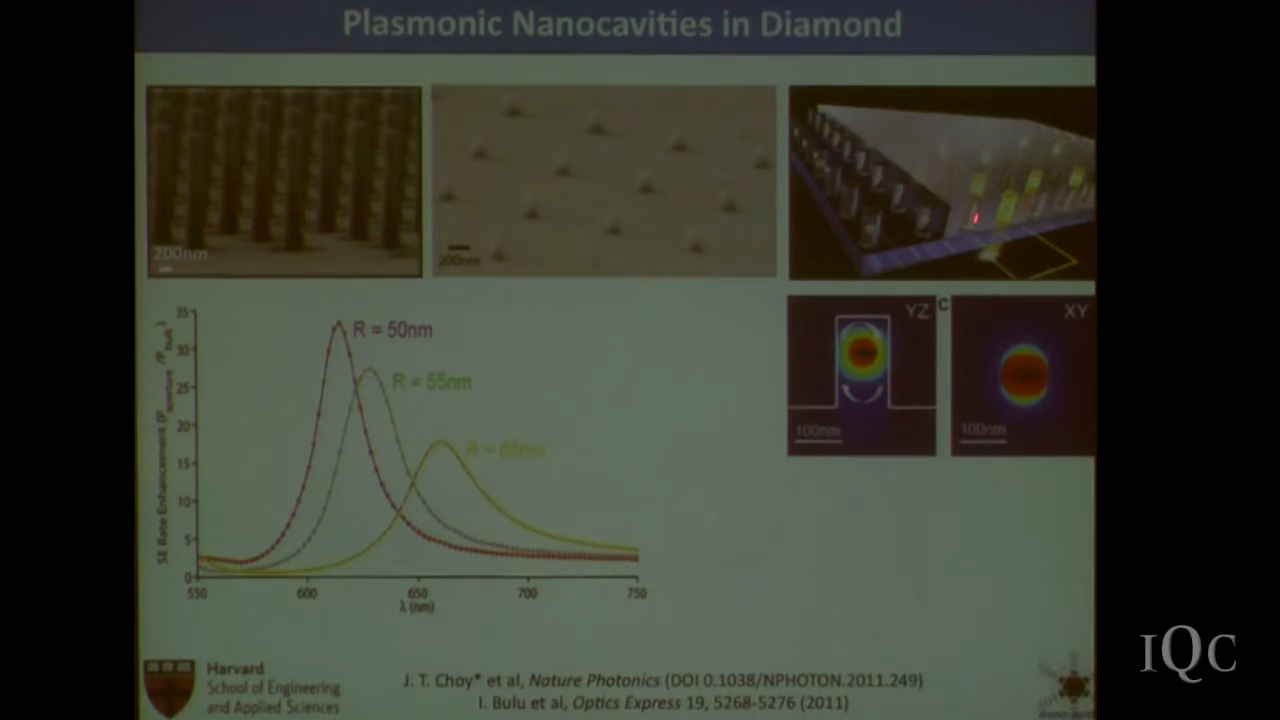 Plasmonic Nanocavities in Diamond
200nm
200nm
YZ
C
XY
100nm
100nm
SE Rate Enhancement
35
30
25
20
15
10
5
0
R = 50nm
R = 55nm
550
600
650
700
750
λ (nm)
Harvard
School of Engineering
and Applied Sciences
J. T. Choy* et al, Nature Photonics (DOI 0.1038/NPHOTON.2011.249)
I. Bulu et al, Optics Express 19, 5268-5276 (2011)
IQC